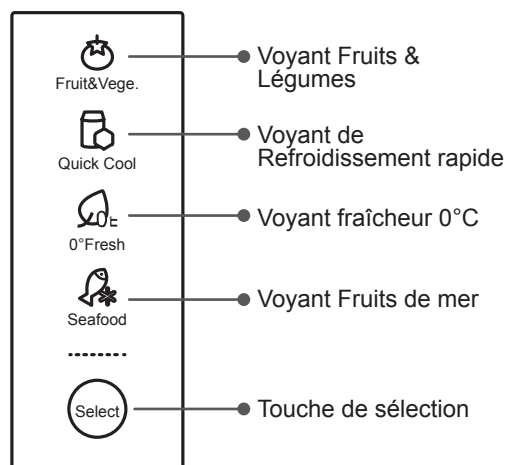 Fruit&Vege.
Voyant Fruits &
Légumes
Quick Cool
Voyant de
Refroidissement rapide
0°Fresh
Voyant fraîcheur 0°C
Seafood
Voyant Fruits de mer
Select
Touche de sélection